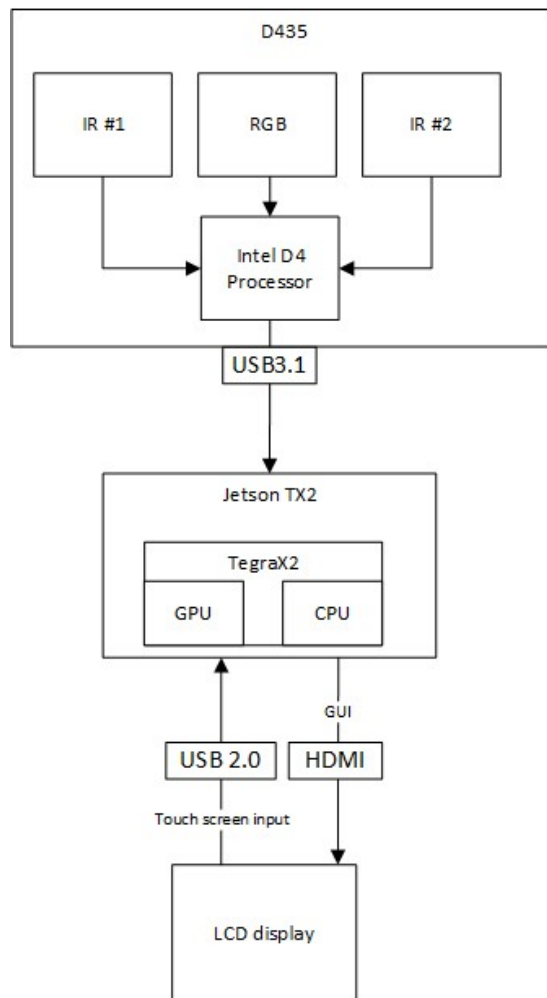 D435
IR #1
RGB
IR #2
Intel D4
Processor
USB3.1
Jetson TX2
TegraX2
GPU
CPU
GUI
USB 2.0
HDMI
Touch screen input
LCD display